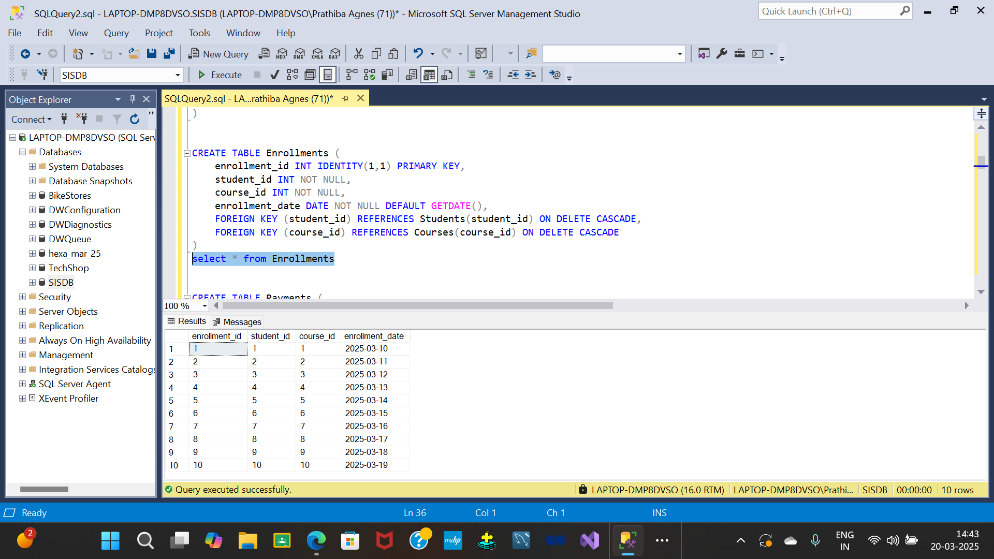 SQLQuery2.sql - LAPTOP-DMP8DVSO.SISDB (LAPTOP-DMP8DVSO\Prathiba Agnes (71))* - Microsoft SQL Server Management Studio
Quick Launch (Ctrl+Q)
File Edit View Query Project Tools Window Help
New Query
SISDB
Execute
Object Explorer
Connect
LAPTOP-DMP8DVSO (SQL Serv
Databases
System Databases
Database Snapshots
BikeStores
DWConfiguration
DWDiagnostics
DWQueue
hexa_mar_25
TechShop
SISDB
Security
Server Objects
Replication
Always On High Availability
Management
Integration Services Catalogs
SQL Server Agent
XEvent Profiler
SQLQuery2.sql - LA...rathiba Agnes (71))*
)
CREATE TABLE Enrollments (
enrollment_id INT IDENTITY(1,1) PRIMARY KEY,
student_id INT NOT NULL,
course_id INT NOT NULL,
enrollment_date DATE NOT NULL DEFAULT GETDATE(),
FOREIGN KEY (student_id) REFERENCES Students(student_id) ON DELETE CASCADE,
FOREIGN KEY (course_id) REFERENCES Courses(course_id) ON DELETE CASCADE
)
select * from Enrollments
CREATE TABLE Payments (
100 %
Results Messages
enrollment_id student_id course_id enrollment_date
1 1 1 1 2025-03-10
2 2 2 2 2025-03-11
3 3 3 3 2025-03-12
4 4 4 4 2025-03-13
5 5 5 5 2025-03-14
6 6 6 6 2025-03-15
7 7 7 7 2025-03-16
8 8 8 8 2025-03-17
9 9 9 9 2025-03-18
10 10 10 10 2025-03-19
Query executed successfully.
LAPTOP-DMP8DVSO (16.0 RTM) LAPTOP-DMP8DVSO\Prathi... SISDB 00:00:00 10 rows
Ready Ln 36 Col 1 Ch 1 INS
2
ENG
IN
14:43
20-03-2025